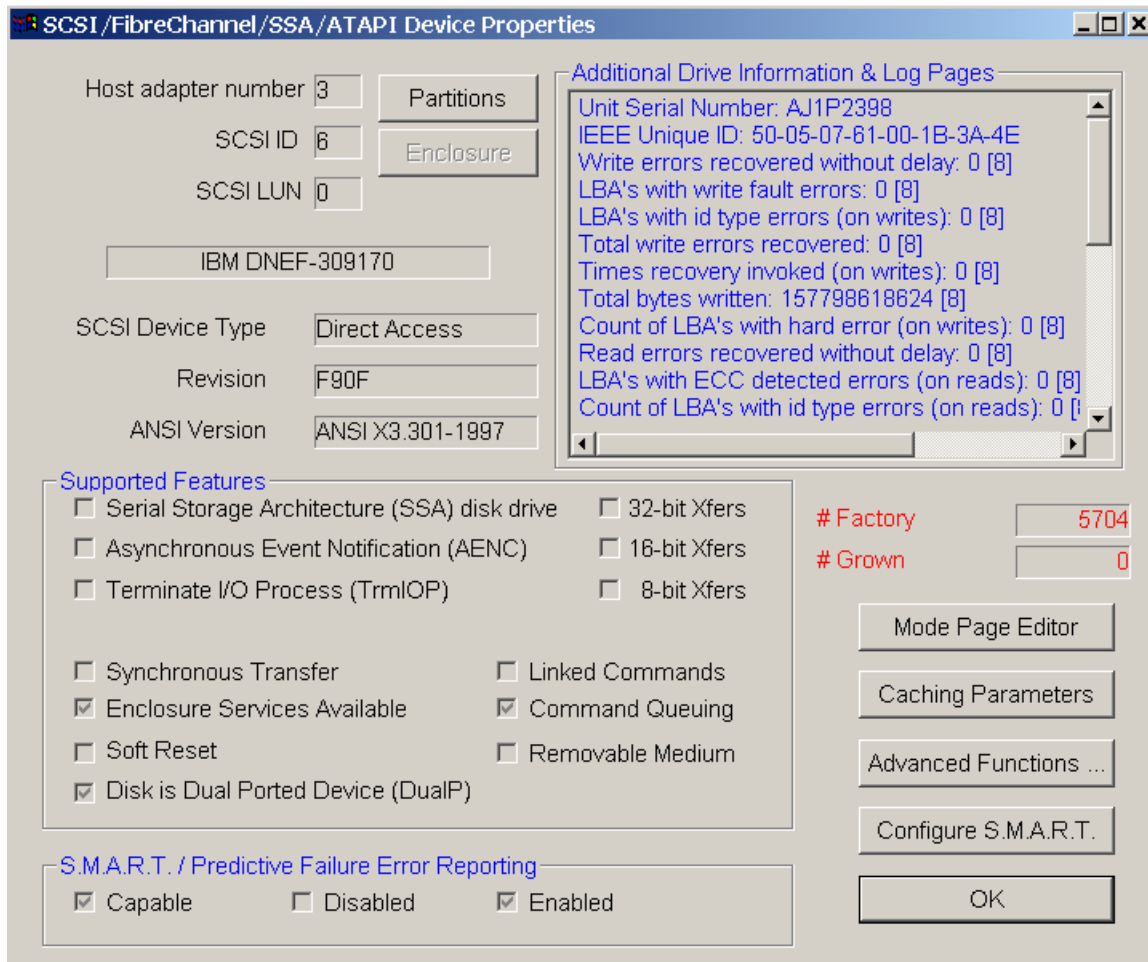 SCSI/FibreChannel/SSA/ATAPI Device Properties
Host adapter number 3
Partitions
SCSI ID 6
Enclosure
SCSI LUN 0
IBM DNEF-309170
SCSI Device Type Direct Access
Revision F90F
ANSI Version ANSI X3.301-1997
Additional Drive Information & Log Pages
Unit Serial Number: AJ1P2398
IEEE Unique ID: 50-05-07-61-00-1B-3A-4E
Write errors recovered without delay: 0 [8]
LBA's with write fault errors: 0 [8]
LBA's with id type errors (on writes): 0 [8]
Total write errors recovered: 0 [8]
Times recovery invoked (on writes): 0 [8]
Total bytes written: 157798618624 [8]
Count of LBA's with hard error (on writes): 0 [8]
Read errors recovered without delay: 0 [8]
LBA's with ECC detected errors (on reads): 0 [8]
Count of LBA's with id type errors (on reads): 0 [
Supported Features
Serial Storage Architecture (SSA) disk drive
32-bit Xfers
Asynchronous Event Notification (AENC)
16-bit Xfers
Terminate I/O Process (TrmIOP)
8-bit Xfers
Synchronous Transfer
Linked Commands
Enclosure Services Available
Command Queuing
Soft Reset
Removable Medium
Disk is Dual Ported Device (DualP)
# Factory 5704
# Grown 0
Mode Page Editor
Caching Parameters
Advanced Functions ...
Configure S.M.A.R.T.
OK
S.M.A.R.T. / Predictive Failure Error Reporting
Capable
Disabled
Enabled